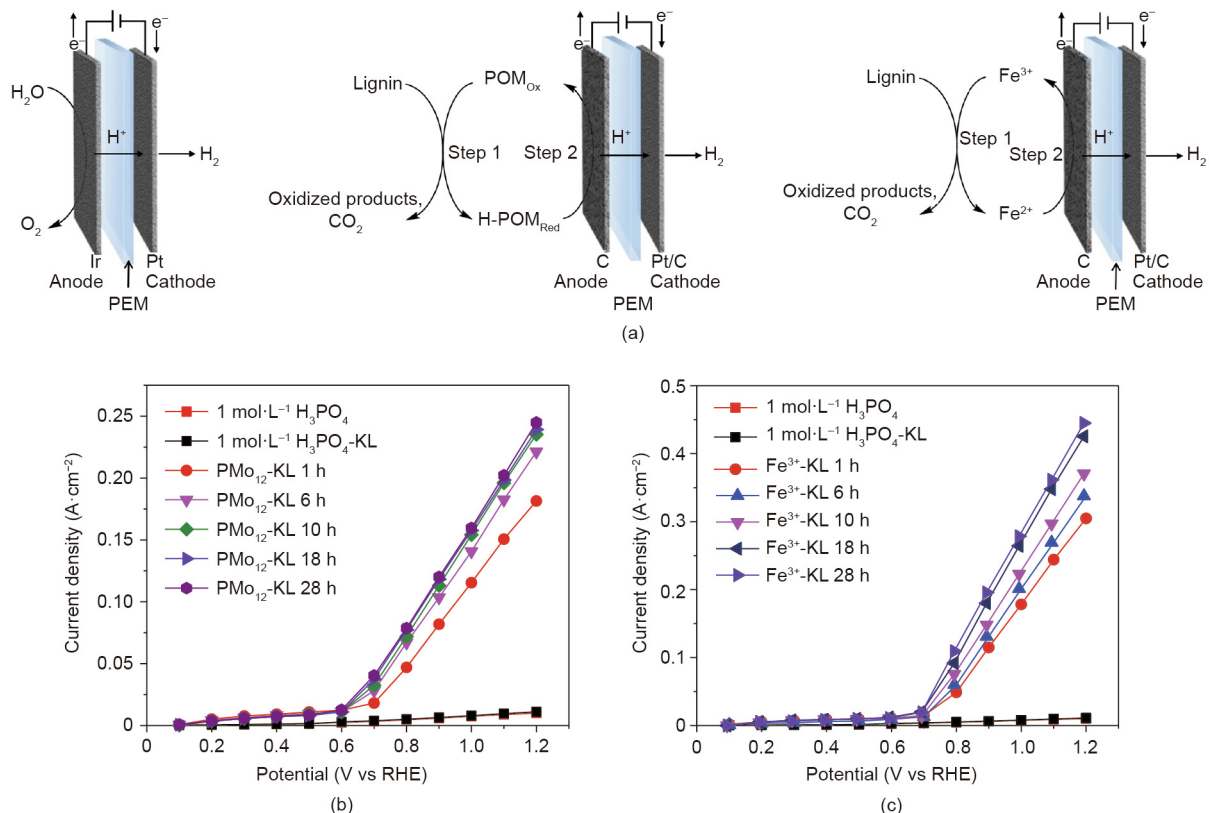 e⁻
e⁻
H₂O
H⁺
H₂
O₂
Ir
Anode
Pt
Cathode
PEM
Lignin
POM_Ox
e⁻
e⁻
Step 1
Step 2
H⁺
H₂
Oxidized products,
CO₂
H-POM_Red
C
Anode
Pt/C
Cathode
PEM
Lignin
Fe³⁺
e⁻
e⁻
Step 1
Step 2
H⁺
H₂
Oxidized products,
CO₂
Fe²⁺
C
Anode
Pt/C
Cathode
PEM
(a)
Current density (A·cm⁻²)
0.25
0.20
0.15
0.10
0.05
0
1 mol·L⁻¹ H₃PO₄
1 mol·L⁻¹ H₃PO₄-KL
PMo₁₂-KL 1 h
PMo₁₂-KL 6 h
PMo₁₂-KL 10 h
PMo₁₂-KL 18 h
PMo₁₂-KL 28 h
0 0.2 0.4 0.6 0.8 1.0 1.2
Potential (V vs RHE)
(b)
Current density (A·cm⁻²)
0.5
0.4
0.3
0.2
0.1
0
1 mol·L⁻¹ H₃PO₄
1 mol·L⁻¹ H₃PO₄-KL
Fe³⁺-KL 1 h
Fe³⁺-KL 6 h
Fe³⁺-KL 10 h
Fe³⁺-KL 18 h
Fe³⁺-KL 28 h
0 0.2 0.4 0.6 0.8 1.0 1.2
Potential (V vs RHE)
(c)